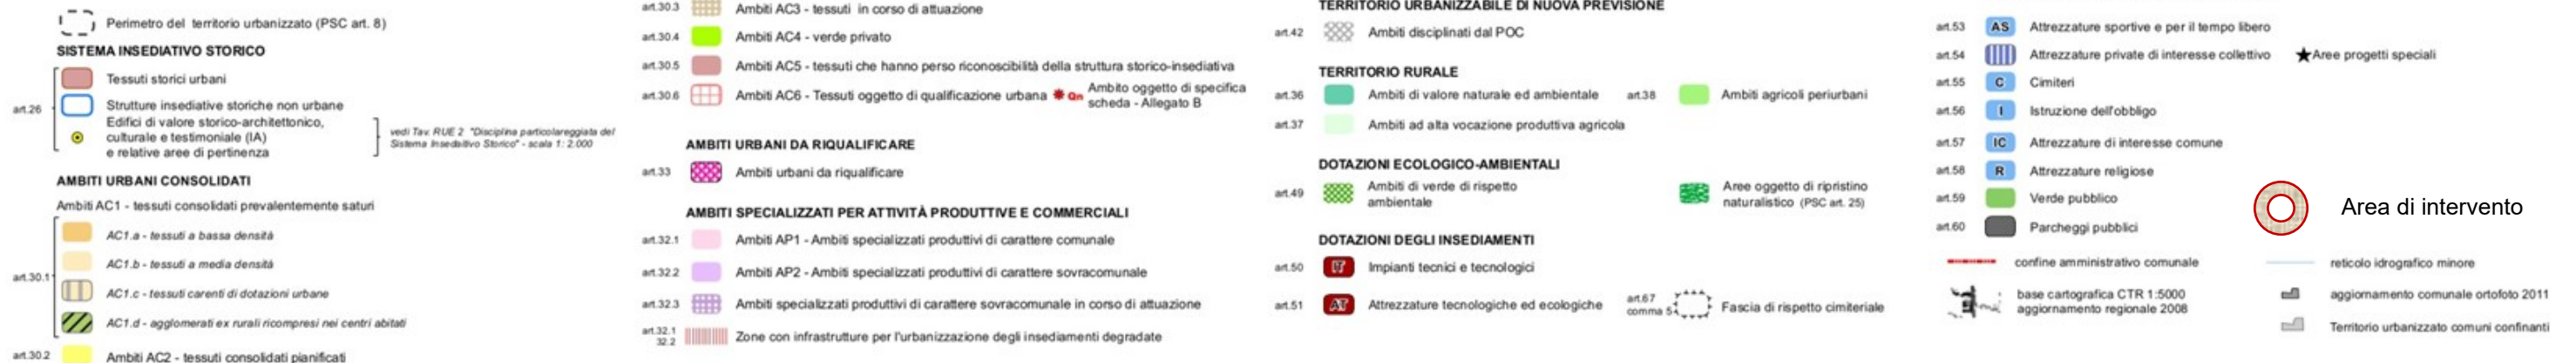 Perimetro del territorio urbanizzato (PSC art. 8)
SISTEMA INSEDIATIVO STORICO
Tessuti storici urbani
art.26
Strutture insediative storiche non urbane
Edifici di valore storico-architettonico,
culturale e testimoniale (IA)
e relative aree di pertinenza
vedi Tav. RUE 2 "Disciplina particolareggiata del
Sistema Insediativo Storico" - scala 1: 2.000
AMBITI URBANI CONSOLIDATI
Ambiti AC1 - tessuti consolidati prevalentemente saturi
AC1.a - tessuti a bassa densità
AC1.b - tessuti a media densità
art.30.1
AC1.c - tessuti carenti di dotazioni urbane
AC1.d - agglomerati ex rurali ricompresi nei centri abitati
art.30.2 Ambiti AC2 - tessuti consolidati pianificati
art.30.3 Ambiti AC3 - tessuti in corso di attuazione
art.30.4 Ambiti AC4 - verde privato
art.30.5 Ambiti AC5 - tessuti che hanno perso riconoscibilità della struttura storico-insediativa
art.30.6 Ambiti AC6 - Tessuti oggetto di qualificazione urbana Qn Ambito oggetto di specifica
scheda - Allegato B
AMBITI URBANI DA RIQUALIFICARE
art.33 Ambiti urbani da riqualificare
AMBITI SPECIALIZZATI PER ATTIVITÀ PRODUTTIVE E COMMERCIALI
art.32.1 Ambiti AP1 - Ambiti specializzati produttivi di carattere comunale
art.32.2 Ambiti AP2 - Ambiti specializzati produttivi di carattere sovracomunale
art.32.3 Ambiti specializzati produttivi di carattere sovracomunale in corso di attuazione
art.32.1
32.2 Zone con infrastrutture per l'urbanizzazione degli insediamenti degradate
TERRITORIO URBANIZZABILE DI NUOVA PREVISIONE
art.42 Ambiti disciplinati dal POC
TERRITORIO RURALE
art.36 Ambiti di valore naturale ed ambientale art.38 Ambiti agricoli periurbani
art.37 Ambiti ad alta vocazione produttiva agricola
DOTAZIONI ECOLOGICO-AMBIENTALI
art.49 Ambiti di verde di rispetto
ambientale
Aree oggetto di ripristino
naturalistico (PSC art. 25)
DOTAZIONI DEGLI INSEDIAMENTI
art.50 IT Impianti tecnici e tecnologici
art.51 AT Attrezzature tecnologiche ed ecologiche
art.67
comma 5 Fascia di rispetto cimiteriale
art.53 AS Attrezzature sportive e per il tempo libero
art.54 Attrezzature private di interesse collettivo Aree progetti speciali
art.55 C Cimiteri
art.56 I Istruzione dell'obbligo
art.57 IC Attrezzature di interesse comune
art.58 R Attrezzature religiose
art.59 Verde pubblico
Area di intervento
art.60 Parcheggi pubblici
confine amministrativo comunale
reticolo idrografico minore
base cartografica CTR 1:5000
aggiornamento regionale 2008
aggiornamento comunale ortofoto 2011
Territorio urbanizzato comuni confinanti